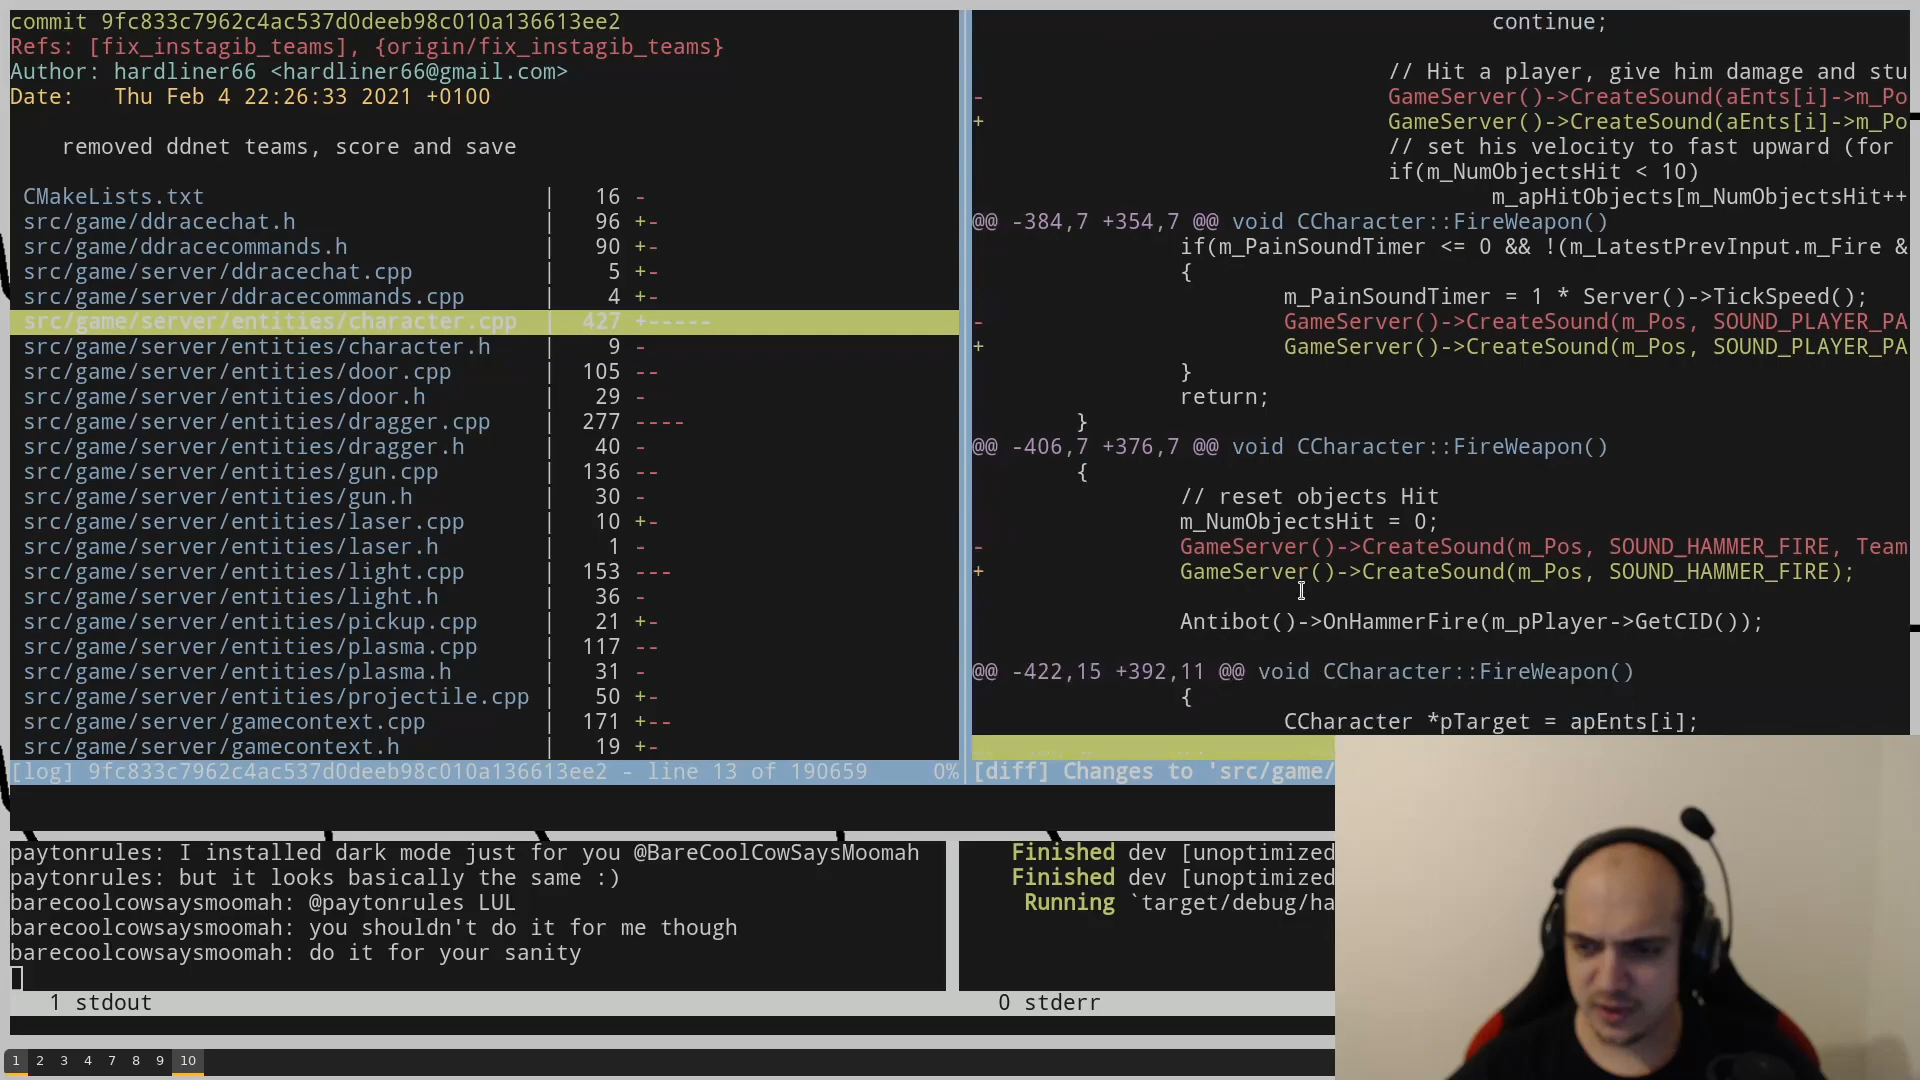 commit 9fc833c7962c4ac537d0deeb98c010a136613ee2
Refs: [fix_instagib_teams], {origin/fix_instagib_teams}
Author: hardliner66 <hardliner66@gmail.com>
Date:   Thu Feb 4 22:26:33 2021 +0100
removed ddnet teams, score and save
CMakeLists.txt | 16 -
src/game/ddracechat.h | 96 +-
src/game/ddracecommands.h | 90 +-
src/game/server/ddracechat.cpp | 5 +-
src/game/server/ddracecommands.cpp | 4 +-
src/game/server/entities/character.cpp | 427 +-----
src/game/server/entities/character.h | 9 -
src/game/server/entities/door.cpp | 105 --
src/game/server/entities/door.h | 29 -
src/game/server/entities/dragger.cpp | 277 ----
src/game/server/entities/dragger.h | 40 -
src/game/server/entities/gun.cpp | 136 --
src/game/server/entities/gun.h | 30 -
src/game/server/entities/laser.cpp | 10 +-
src/game/server/entities/laser.h | 1 -
src/game/server/entities/light.cpp | 153 ---
src/game/server/entities/light.h | 36 -
src/game/server/entities/pickup.cpp | 21 +-
src/game/server/entities/plasma.cpp | 117 --
src/game/server/entities/plasma.h | 31 -
src/game/server/entities/projectile.cpp | 50 +-
src/game/server/gamecontext.cpp | 171 +--
src/game/server/gamecontext.h | 19 +-
[log] 9fc833c7962c4ac537d0deeb98c010a136613ee2 - line 13 of 190659 0%
continue;
// Hit a player, give him damage and stu
- GameServer()->CreateSound(aEnts[i]->m_Po
+ GameServer()->CreateSound(aEnts[i]->m_Po
// set his velocity to fast upward (for
if(m_NumObjectsHit < 10)
m_apHitObjects[m_NumObjectsHit++
@@ -384,7 +354,7 @@ void CCharacter::FireWeapon()
if(m_PainSoundTimer <= 0 && !(m_LatestPrevInput.m_Fire &
{
m_PainSoundTimer = 1 * Server()->TickSpeed();
- GameServer()->CreateSound(m_Pos, SOUND_PLAYER_PA
+ GameServer()->CreateSound(m_Pos, SOUND_PLAYER_PA
}
return;
}
@@ -406,7 +376,7 @@ void CCharacter::FireWeapon()
{
// reset objects Hit
m_NumObjectsHit = 0;
- GameServer()->CreateSound(m_Pos, SOUND_HAMMER_FIRE, Team
+ GameServer()->CreateSound(m_Pos, SOUND_HAMMER_FIRE);
Antibot()->OnHammerFire(m_pPlayer->GetCID());
@@ -422,15 +392,11 @@ void CCharacter::FireWeapon()
{
CCharacter *pTarget = apEnts[i];
[diff] Changes to 'src/game/
paytonrules: I installed dark mode just for you @BareCoolCowSaysMoomah
paytonrules: but it looks basically the same :)
barecoolcowsaysmoomah: @paytonrules LUL
barecoolcowsaysmoomah: you shouldn't do it for me though
barecoolcowsaysmoomah: do it for your sanity
1 stdout
Finished dev [unoptimized
Finished dev [unoptimized
Running `target/debug/ha
0 stderr
1 2 3 4 7 8 9 10